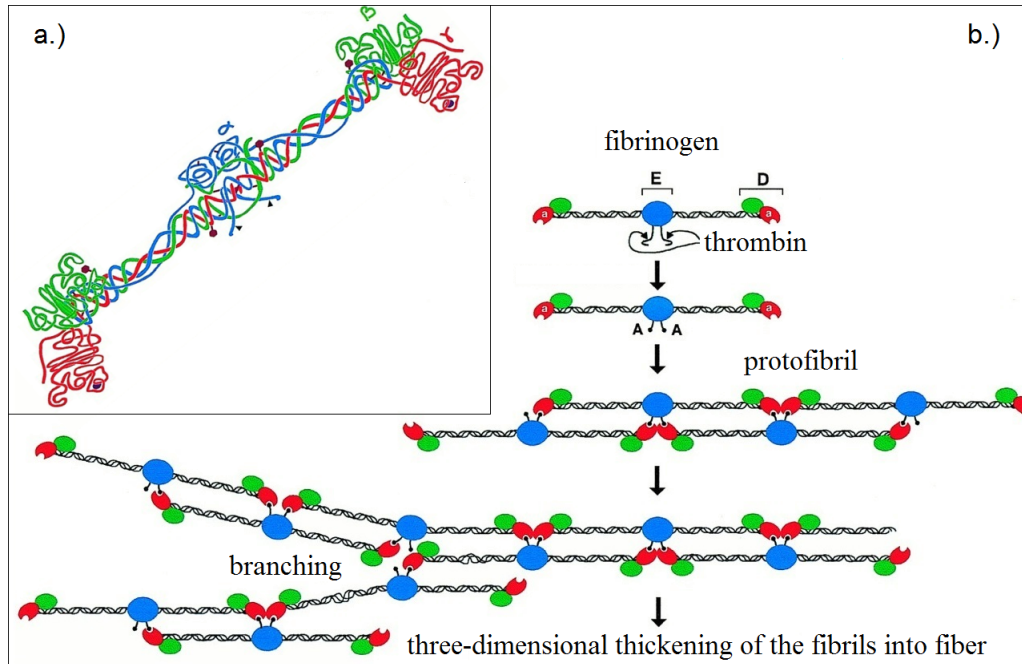 a.)
β
γ
α
b.)
fibrinogen
E
D
a
a
thrombin
a
a
A
A
protofibril
branching
three-dimensional thickening of the fibrils into fiber